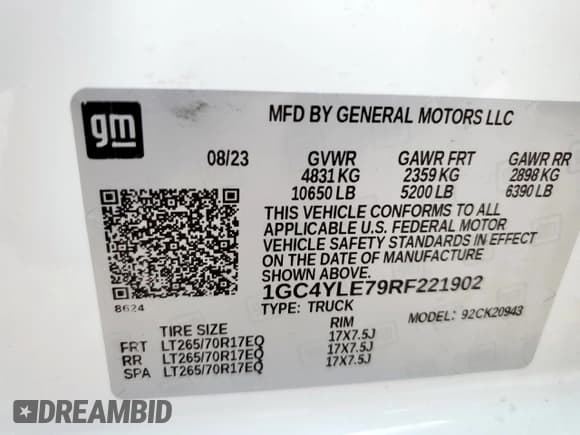 gm
MFD BY GENERAL MOTORS LLC
08/23 GVWR GAWR FRT GAWR RR
4831 KG 2359 KG 2898 KG
10650 LB 5200 LB 6390 LB
THIS VEHICLE CONFORMS TO ALL
APPLICABLE U.S. FEDERAL MOTOR
VEHICLE SAFETY STANDARDS IN EFFECT
ON THE DATE OF MANUFACTURE
SHOWN ABOVE.
1GC4YLE79RF221902
8624
TYPE: TRUCK MODEL: 92CK20943
TIRE SIZE RIM
FRT LT265/70R17EQ 17X7.5J
RR LT265/70R17EQ 17X7.5J
SPA LT265/70R17EQ 17X7.5J
DREAMBID